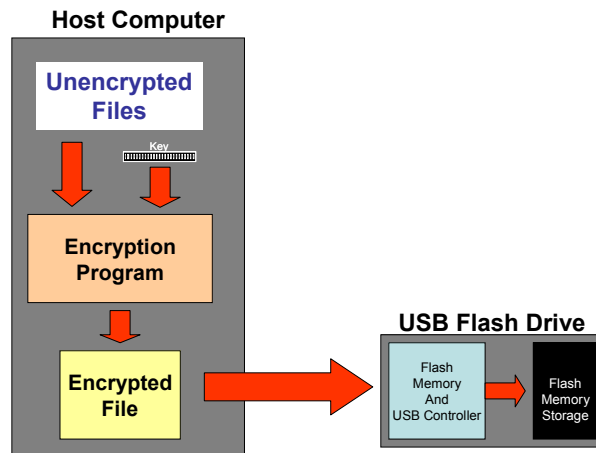 Host Computer
Unencrypted
Files
Key
Encryption
Program
Encrypted
File
USB Flash Drive
Flash
Memory
And
USB Controller
Flash
Memory
Storage